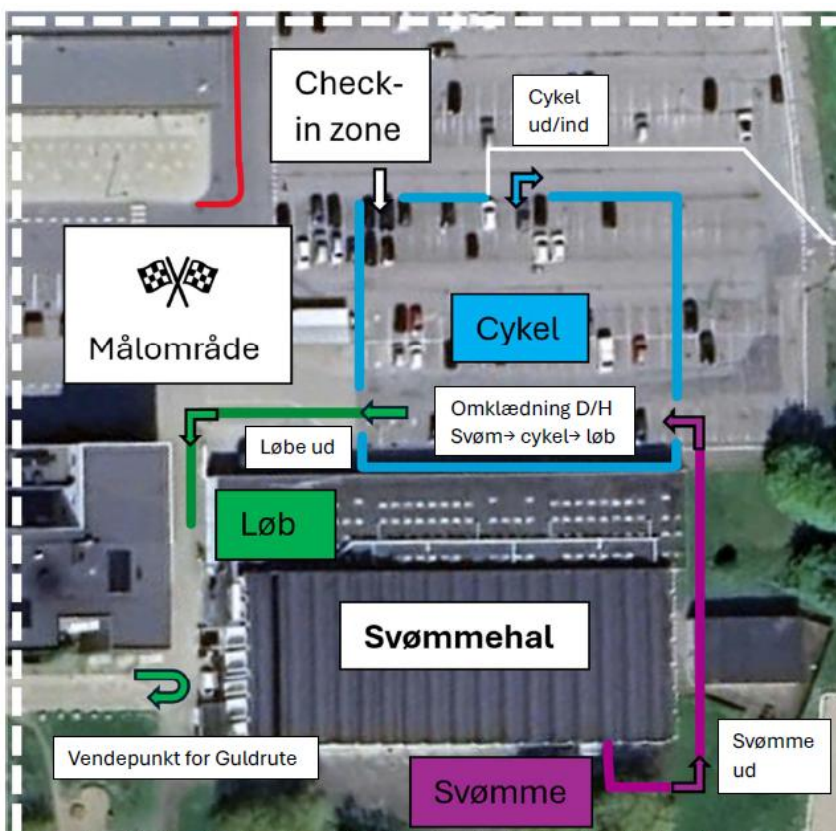 Check-
in zone
Cykel
ud/ind
Målområde
Cykel
Omklædning D/H
Svøm→ cykel→ løb
Løbe ud
Løb
Svømmehal
Vendepunkt for Guldrute
Svømme
ud
Svømme